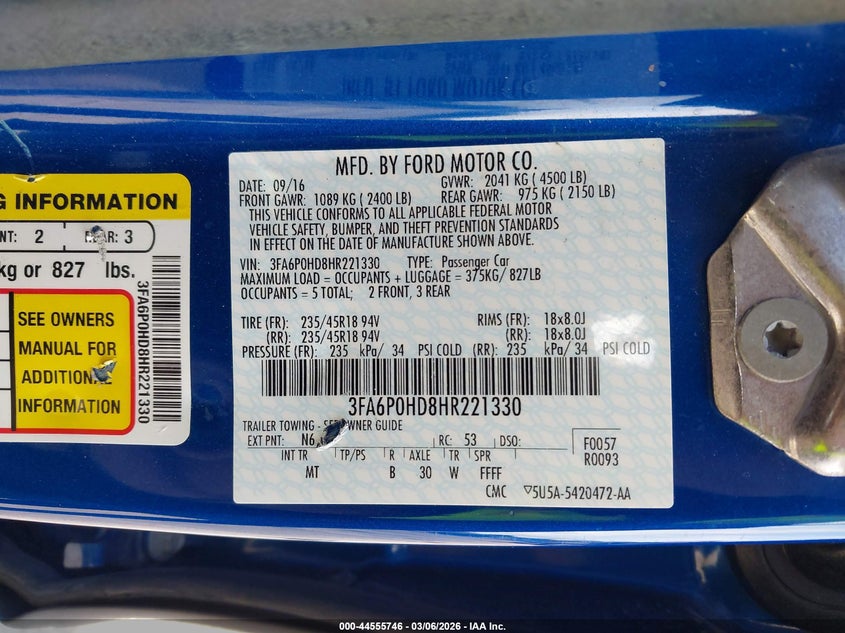 G INFORMATION
NT: 2 REAR: 3
kg or 827 lbs.
SEE OWNERS
MANUAL FOR
ADDITIONAL
INFORMATION
3FA6P0HD8HR221330
MFD. BY FORD MOTOR CO.
DATE: 09/16 GVWR: 2041 KG ( 4500 LB)
FRONT GAWR: 1089 KG ( 2400 LB) REAR GAWR: 975 KG ( 2150 LB)
THIS VEHICLE CONFORMS TO ALL APPLICABLE FEDERAL MOTOR
VEHICLE SAFETY, BUMPER, AND THEFT PREVENTION STANDARDS
IN EFFECT ON THE DATE OF MANUFACTURE SHOWN ABOVE.
VIN: 3FA6P0HD8HR221330 TYPE: Passenger Car
MAXIMUM LOAD = OCCUPANTS + LUGGAGE = 375KG/ 827LB
OCCUPANTS = 5 TOTAL; 2 FRONT, 3 REAR
TIRE (FR): 235/45R18 94V RIMS (FR): 18x8.0J
(RR): 235/45R18 94V (RR): 18x8.0J
PRESSURE (FR): 235 kPa/ 34 PSI COLD (RR): 235 kPa/ 34 PSI COLD
3FA6P0HD8HR221330
TRAILER TOWING - SEE OWNER GUIDE
EXT PNT: N6 RC: 53 DSO: F0057
INT TR TP/PS R AXLE TR SPR R0093
MT B 30 W FFFF
CMC ▽5U5A-5420472-AA
000-44555746 - 03/06/2026 - IAA Inc.